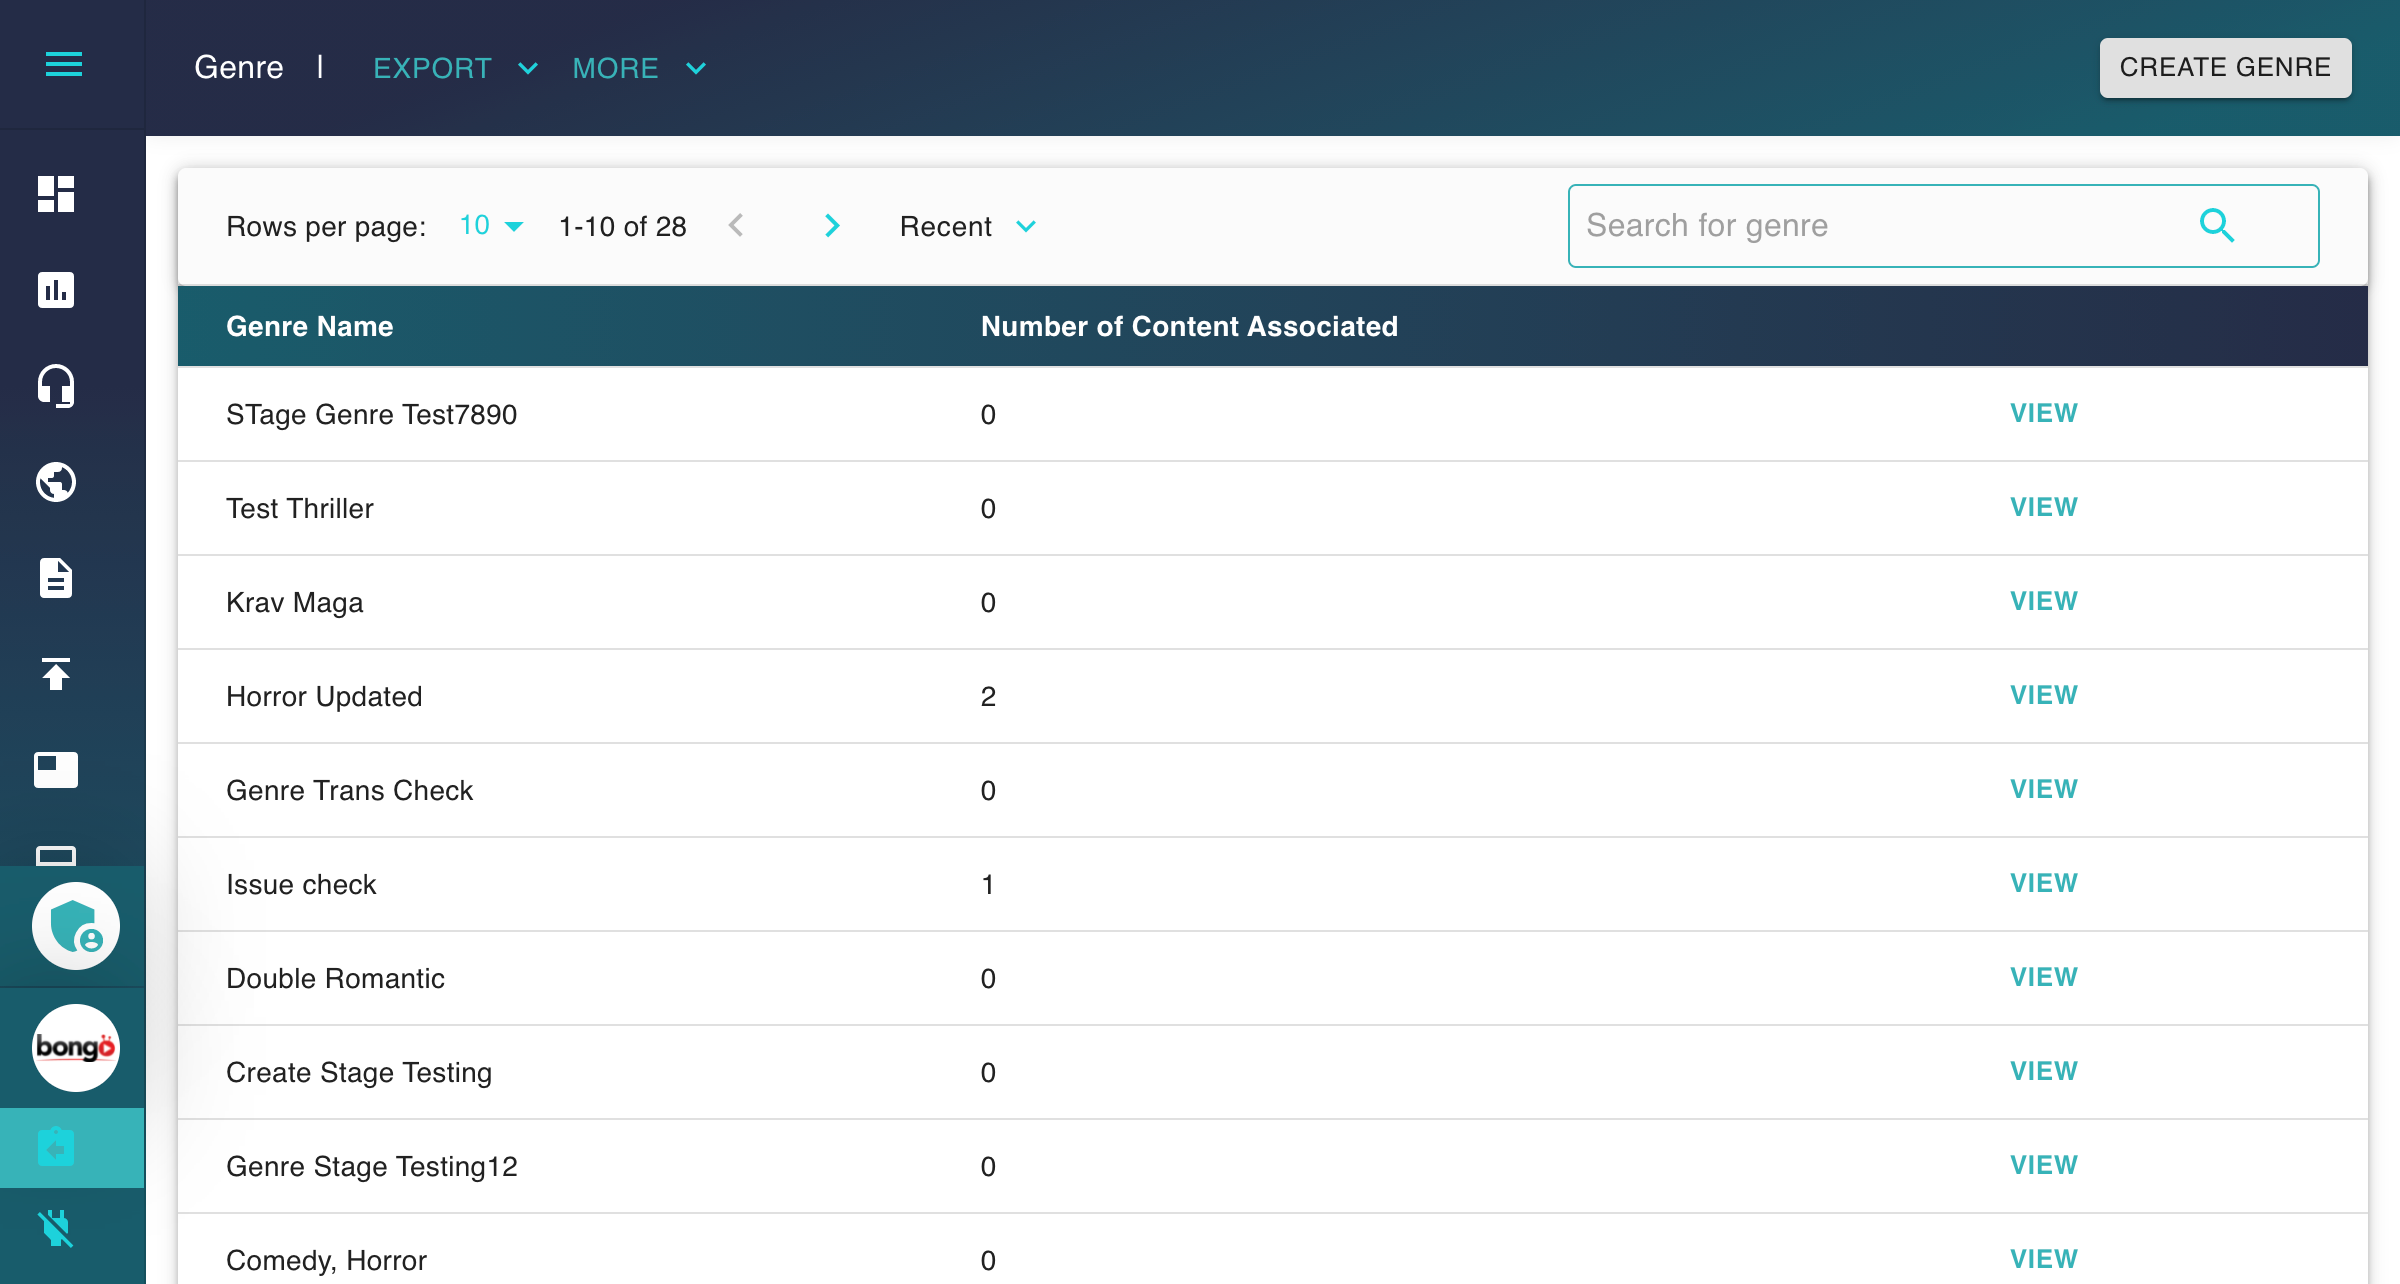 Genre | EXPORT MORE CREATE GENRE
Rows per page: 10 1-10 of 28 Recent Search for genre
Genre Name Number of Content Associated
STage Genre Test7890 0 VIEW
Test Thriller 0 VIEW
Krav Maga 0 VIEW
Horror Updated 2 VIEW
Genre Trans Check 0 VIEW
Issue check 1 VIEW
Double Romantic 0 VIEW
bongo
Create Stage Testing 0 VIEW
Genre Stage Testing12 0 VIEW
Comedy, Horror 0 VIEW